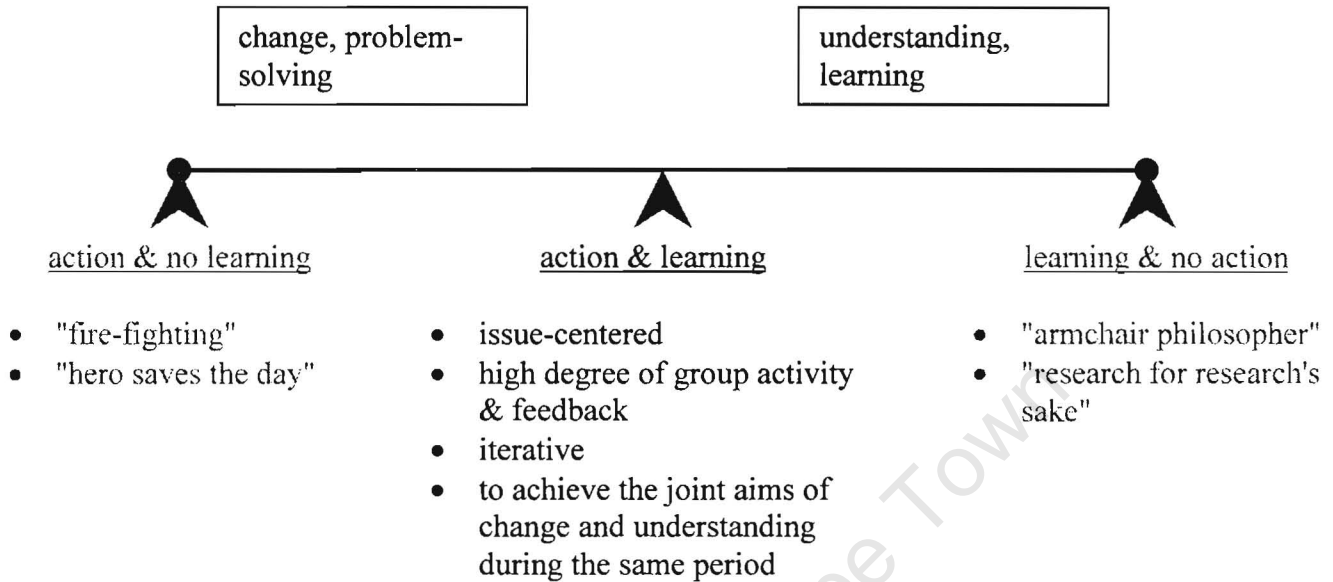 change, problem-
solving
understanding,
learning
action & no learning
• "fire-fighting"
• "hero saves the day"
action & learning
• issue-centered
• high degree of group activity
& feedback
• iterative
• to achieve the joint aims of
change and understanding
during the same period
learning & no action
• "armchair philosopher"
• "research for research's
sake"
Town